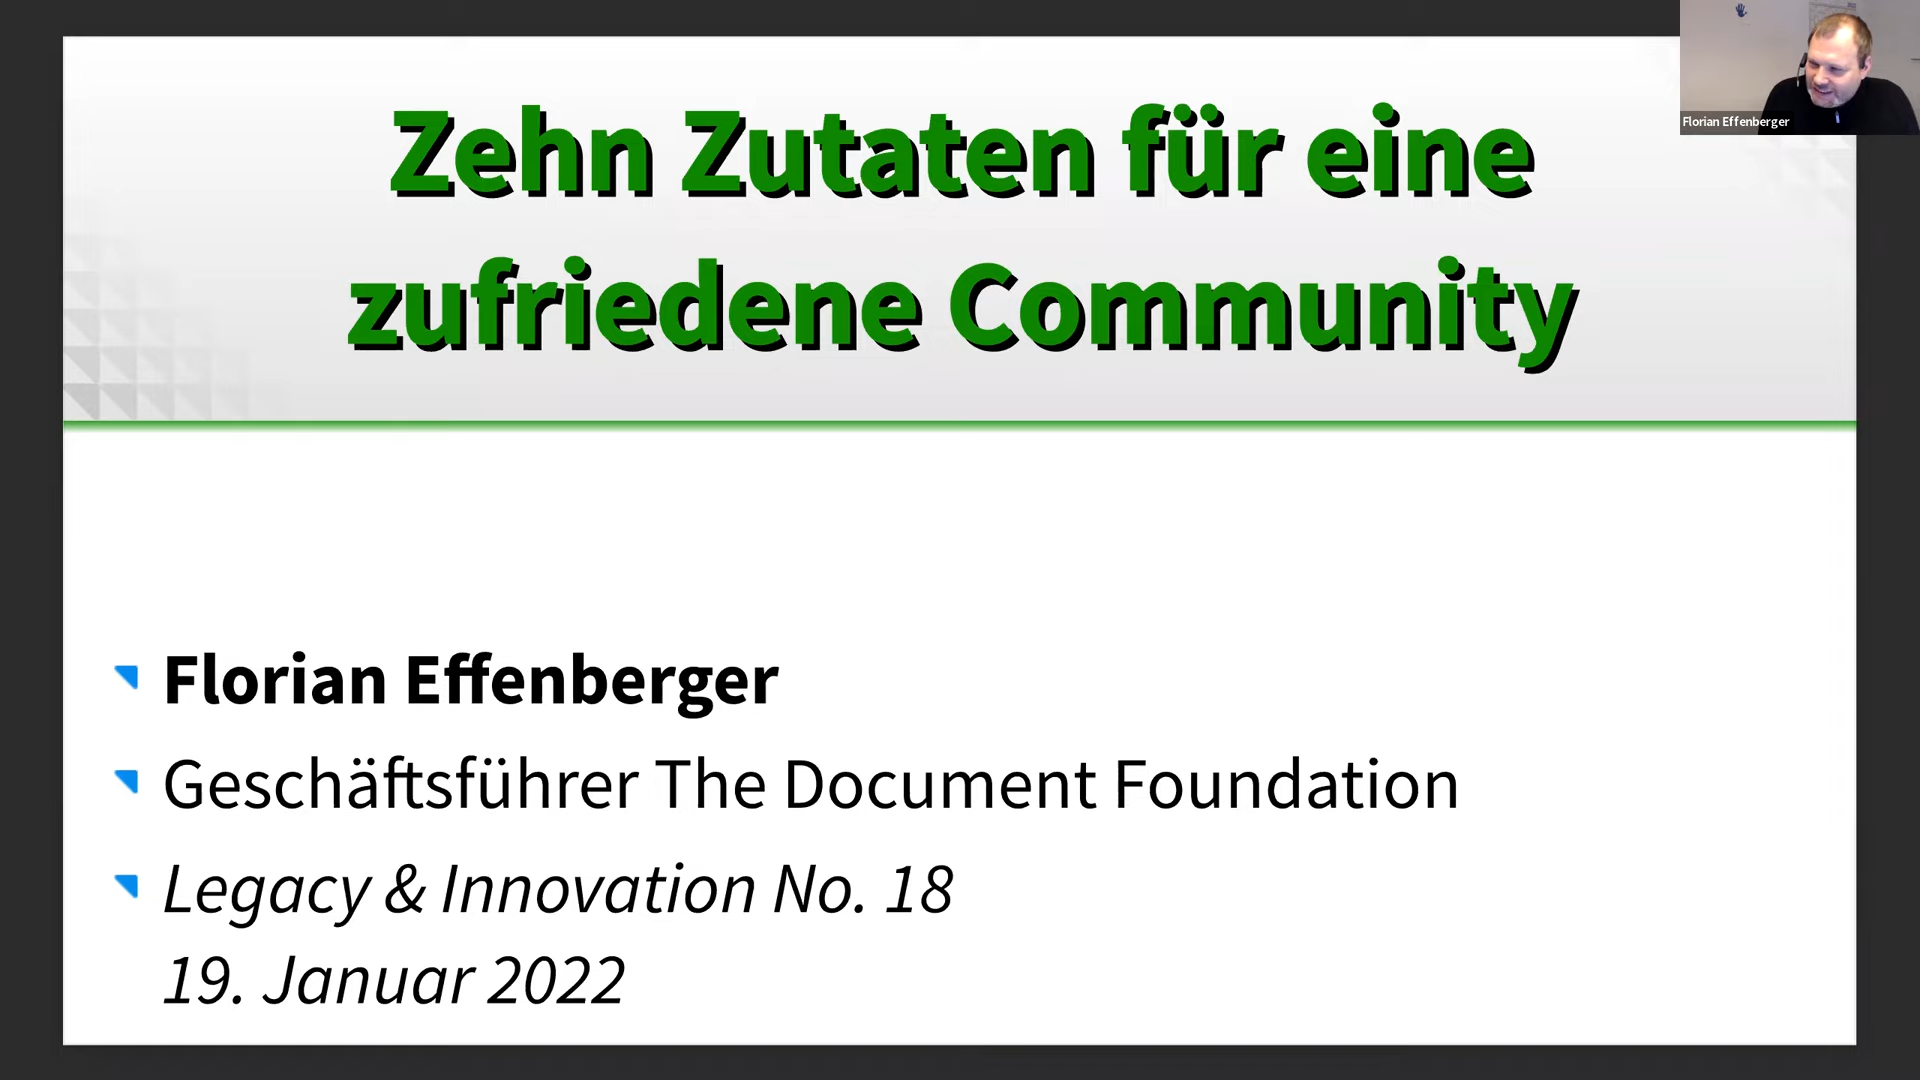 Zehn Zutaten für eine
zufriedene Community
Florian Effenberger
Florian Effenberger
Geschäftsführer The Document Foundation
Legacy & Innovation No. 18
19. Januar 2022